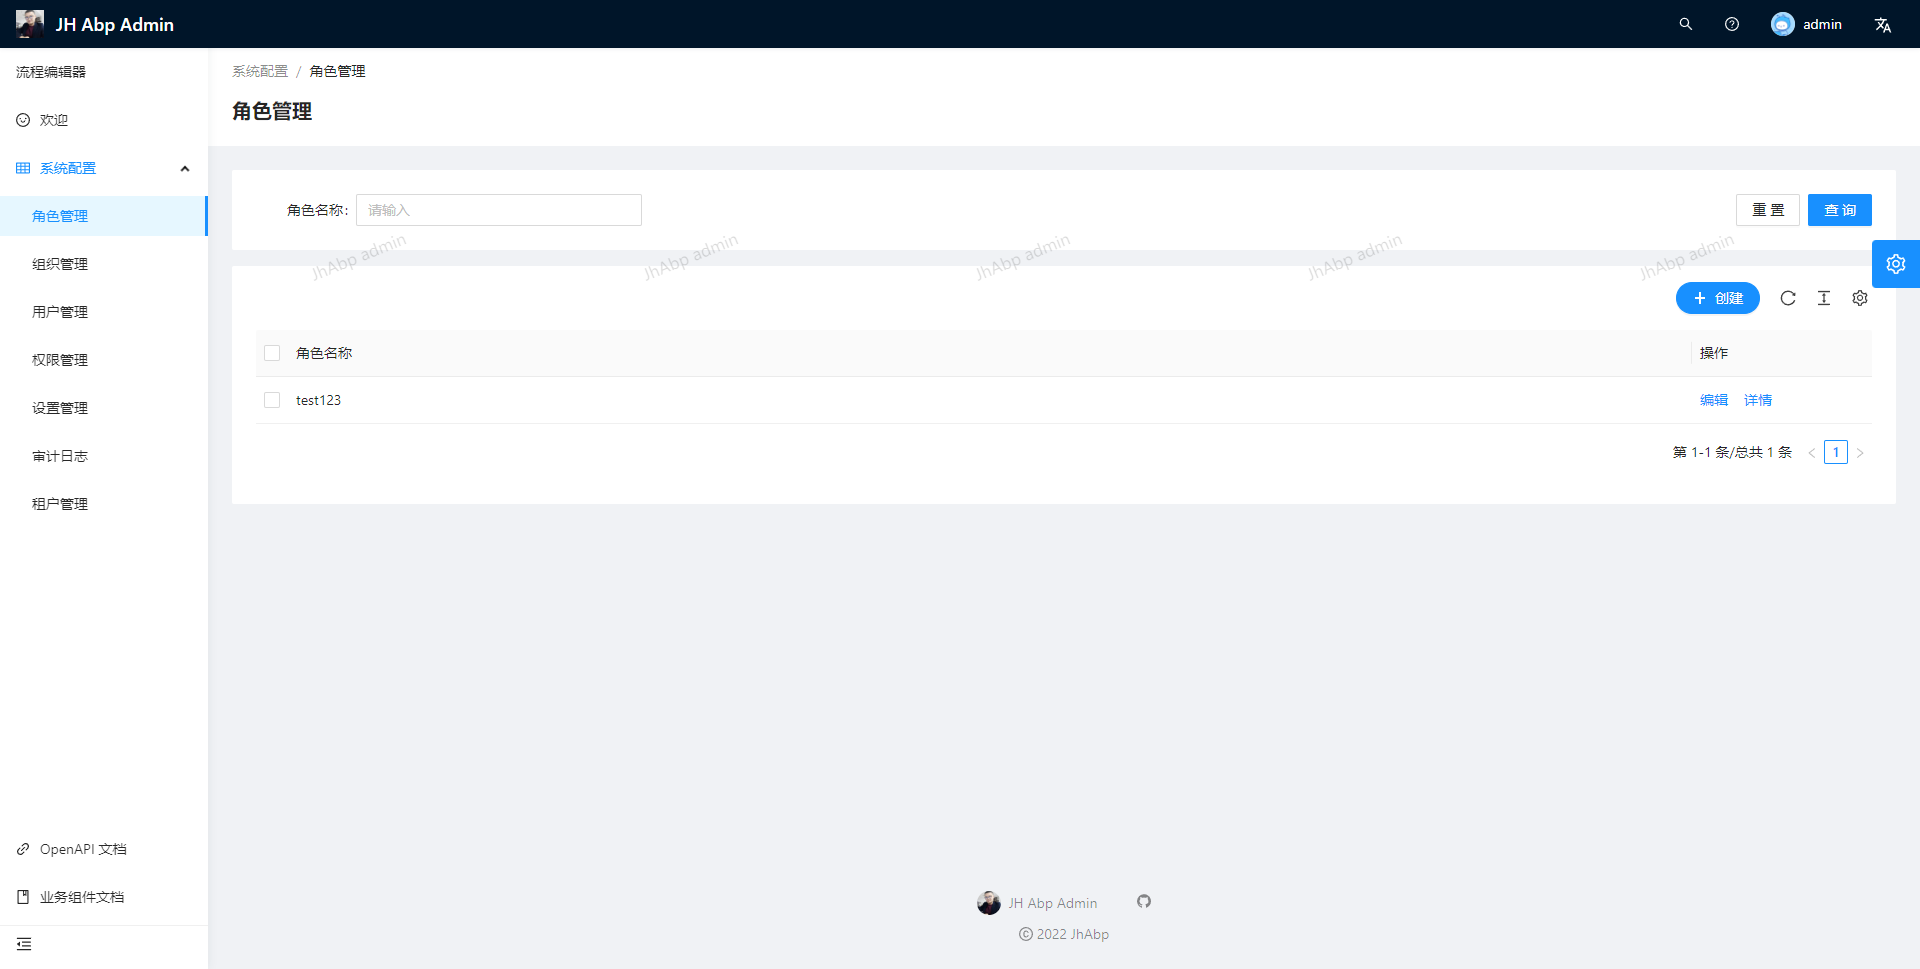 JH Abp Admin
admin
流程编辑器
欢迎
系统配置
角色管理
组织管理
用户管理
权限管理
设置管理
审计日志
租户管理
OpenAPI 文档
业务组件文档
系统配置 / 角色管理
角色管理
角色名称: 请输入
重 置 查 询
JhAbp admin JhAbp admin JhAbp admin JhAbp admin JhAbp admin
创建
角色名称 操作
test123 编辑 详情
第 1-1 条/总共 1 条 < 1 >
JH Abp Admin
© 2022 JhAbp